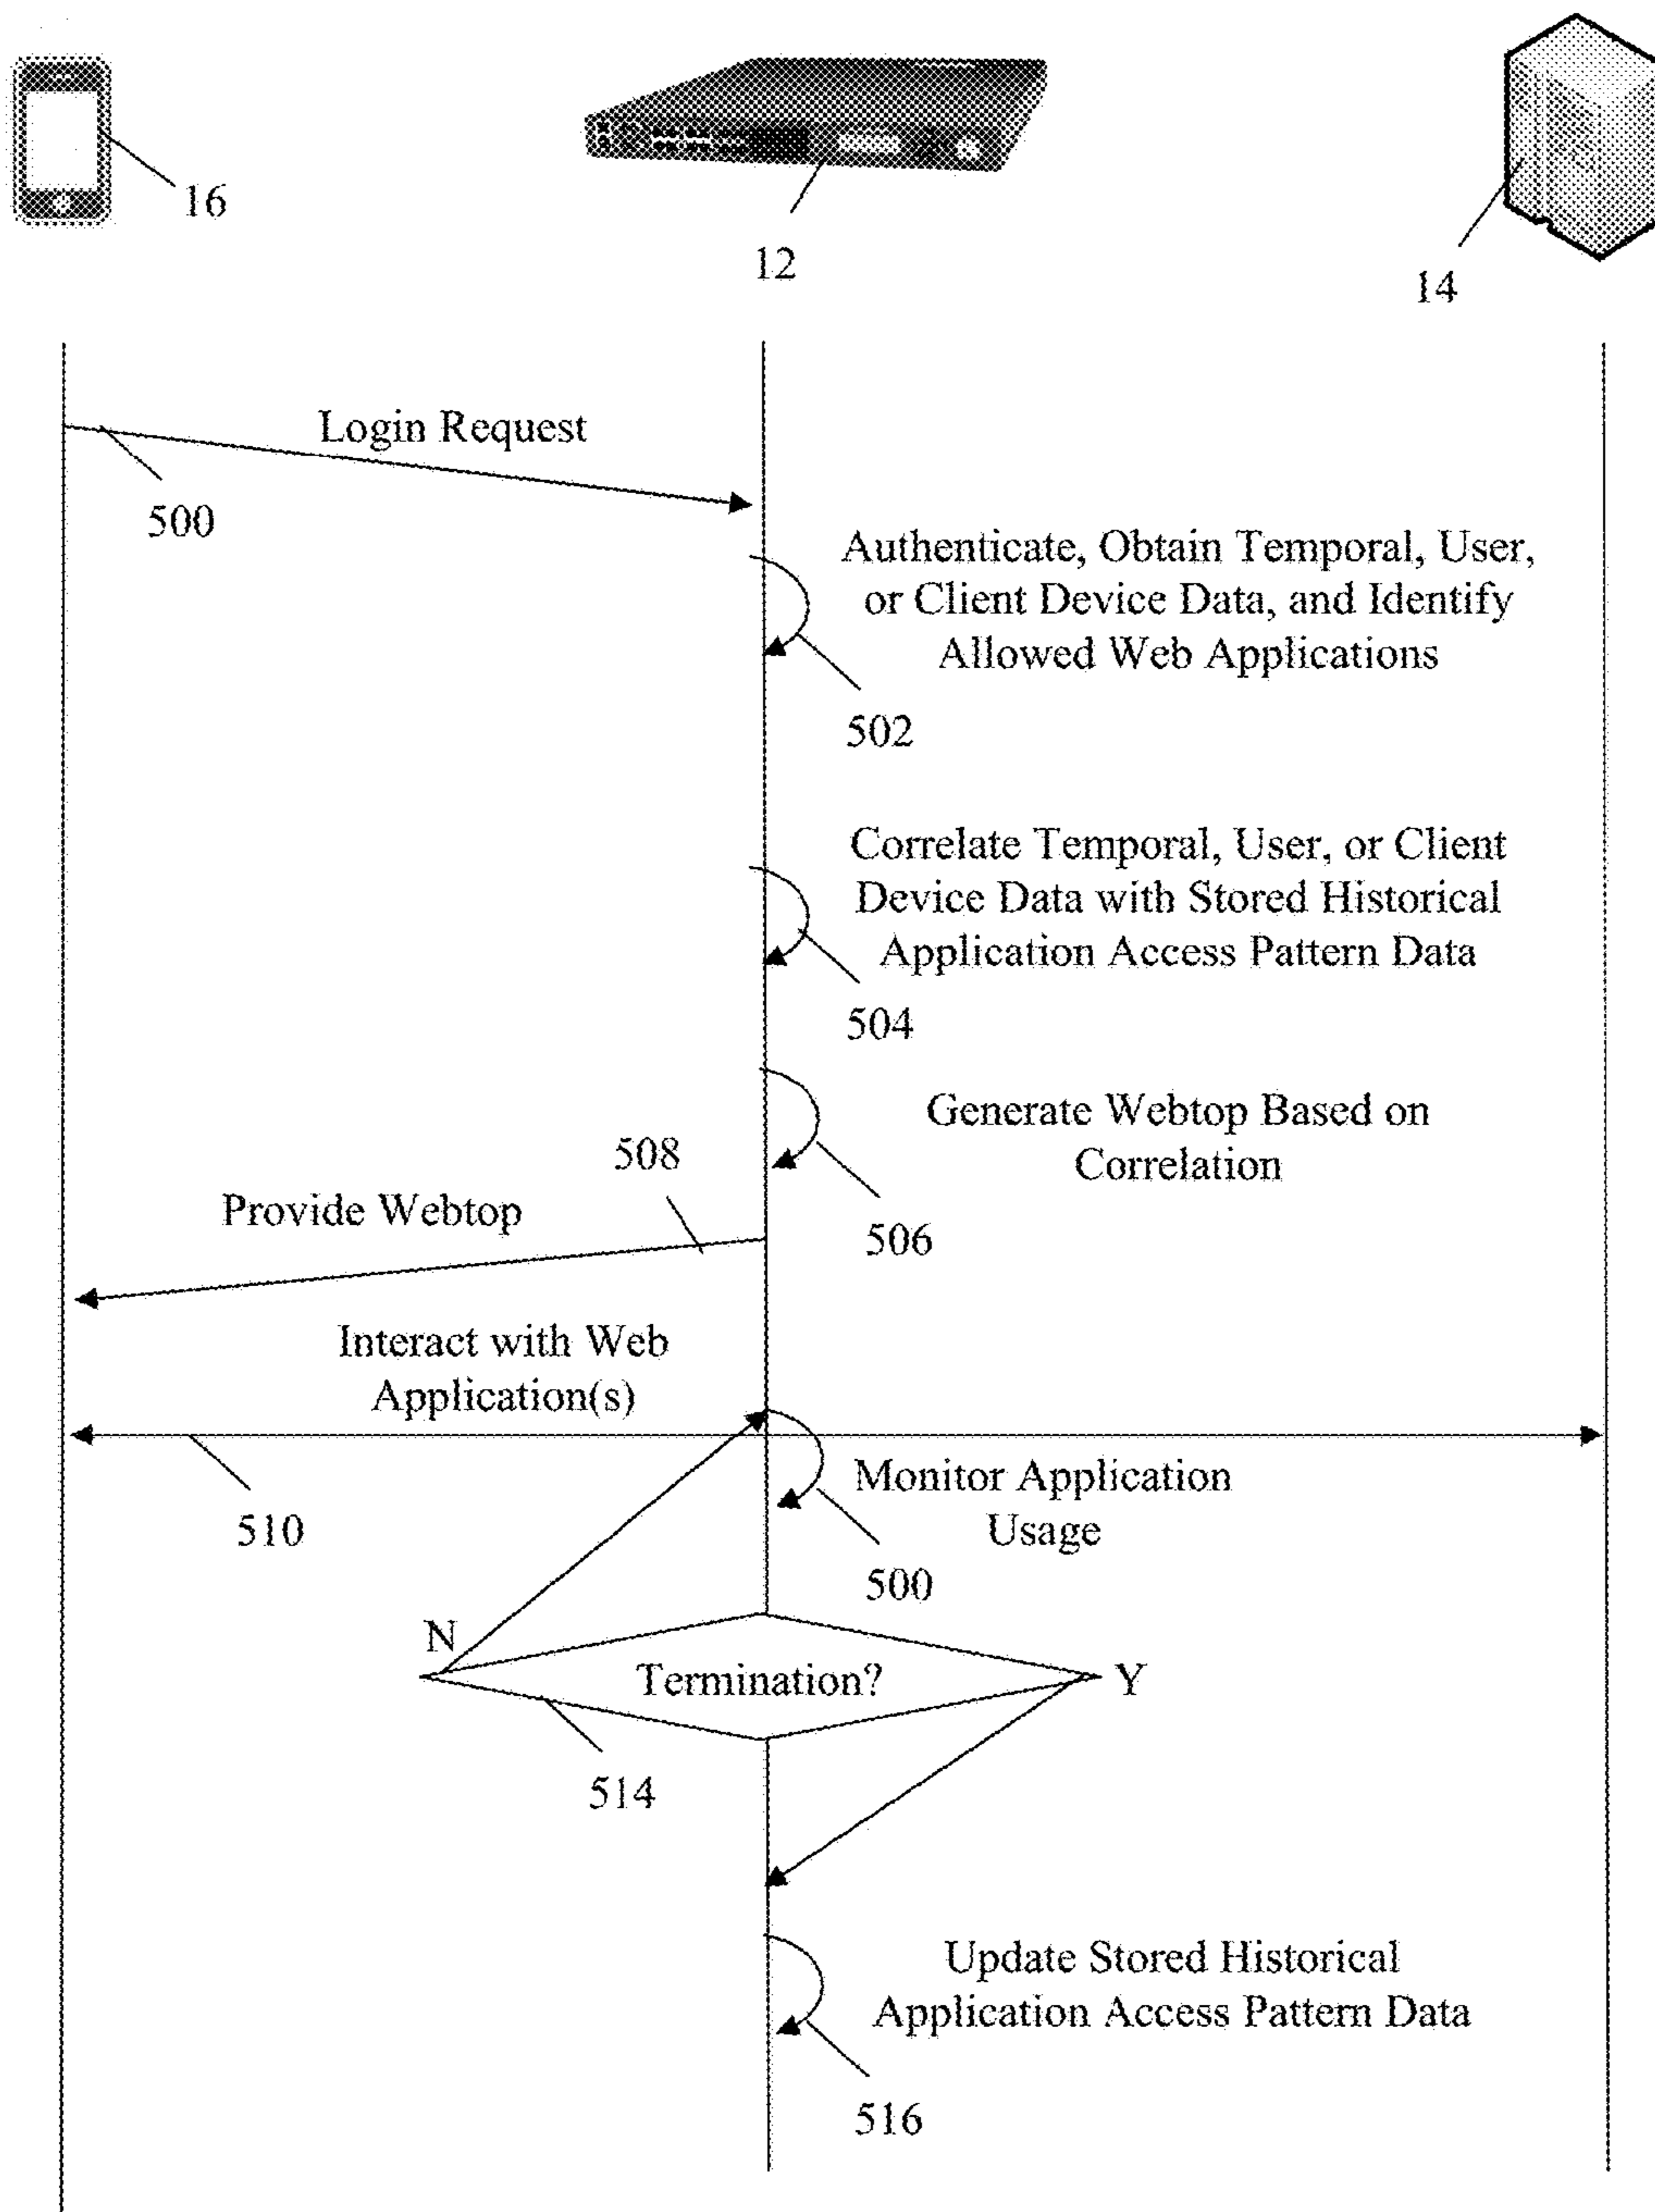 16
12
14
Login Request
500
Authenticate, Obtain Temporal, User,
or Client Device Data, and Identify
Allowed Web Applications
502
Correlate Temporal, User, or Client
Device Data with Stored Historical
Application Access Pattern Data
504
Generate Webtop Based on
Correlation
508
506
Provide Webtop
Interact with Web
Application(s)
510
Monitor Application
Usage
500
N
Termination?
Y
514
Update Stored Historical
Application Access Pattern Data
516